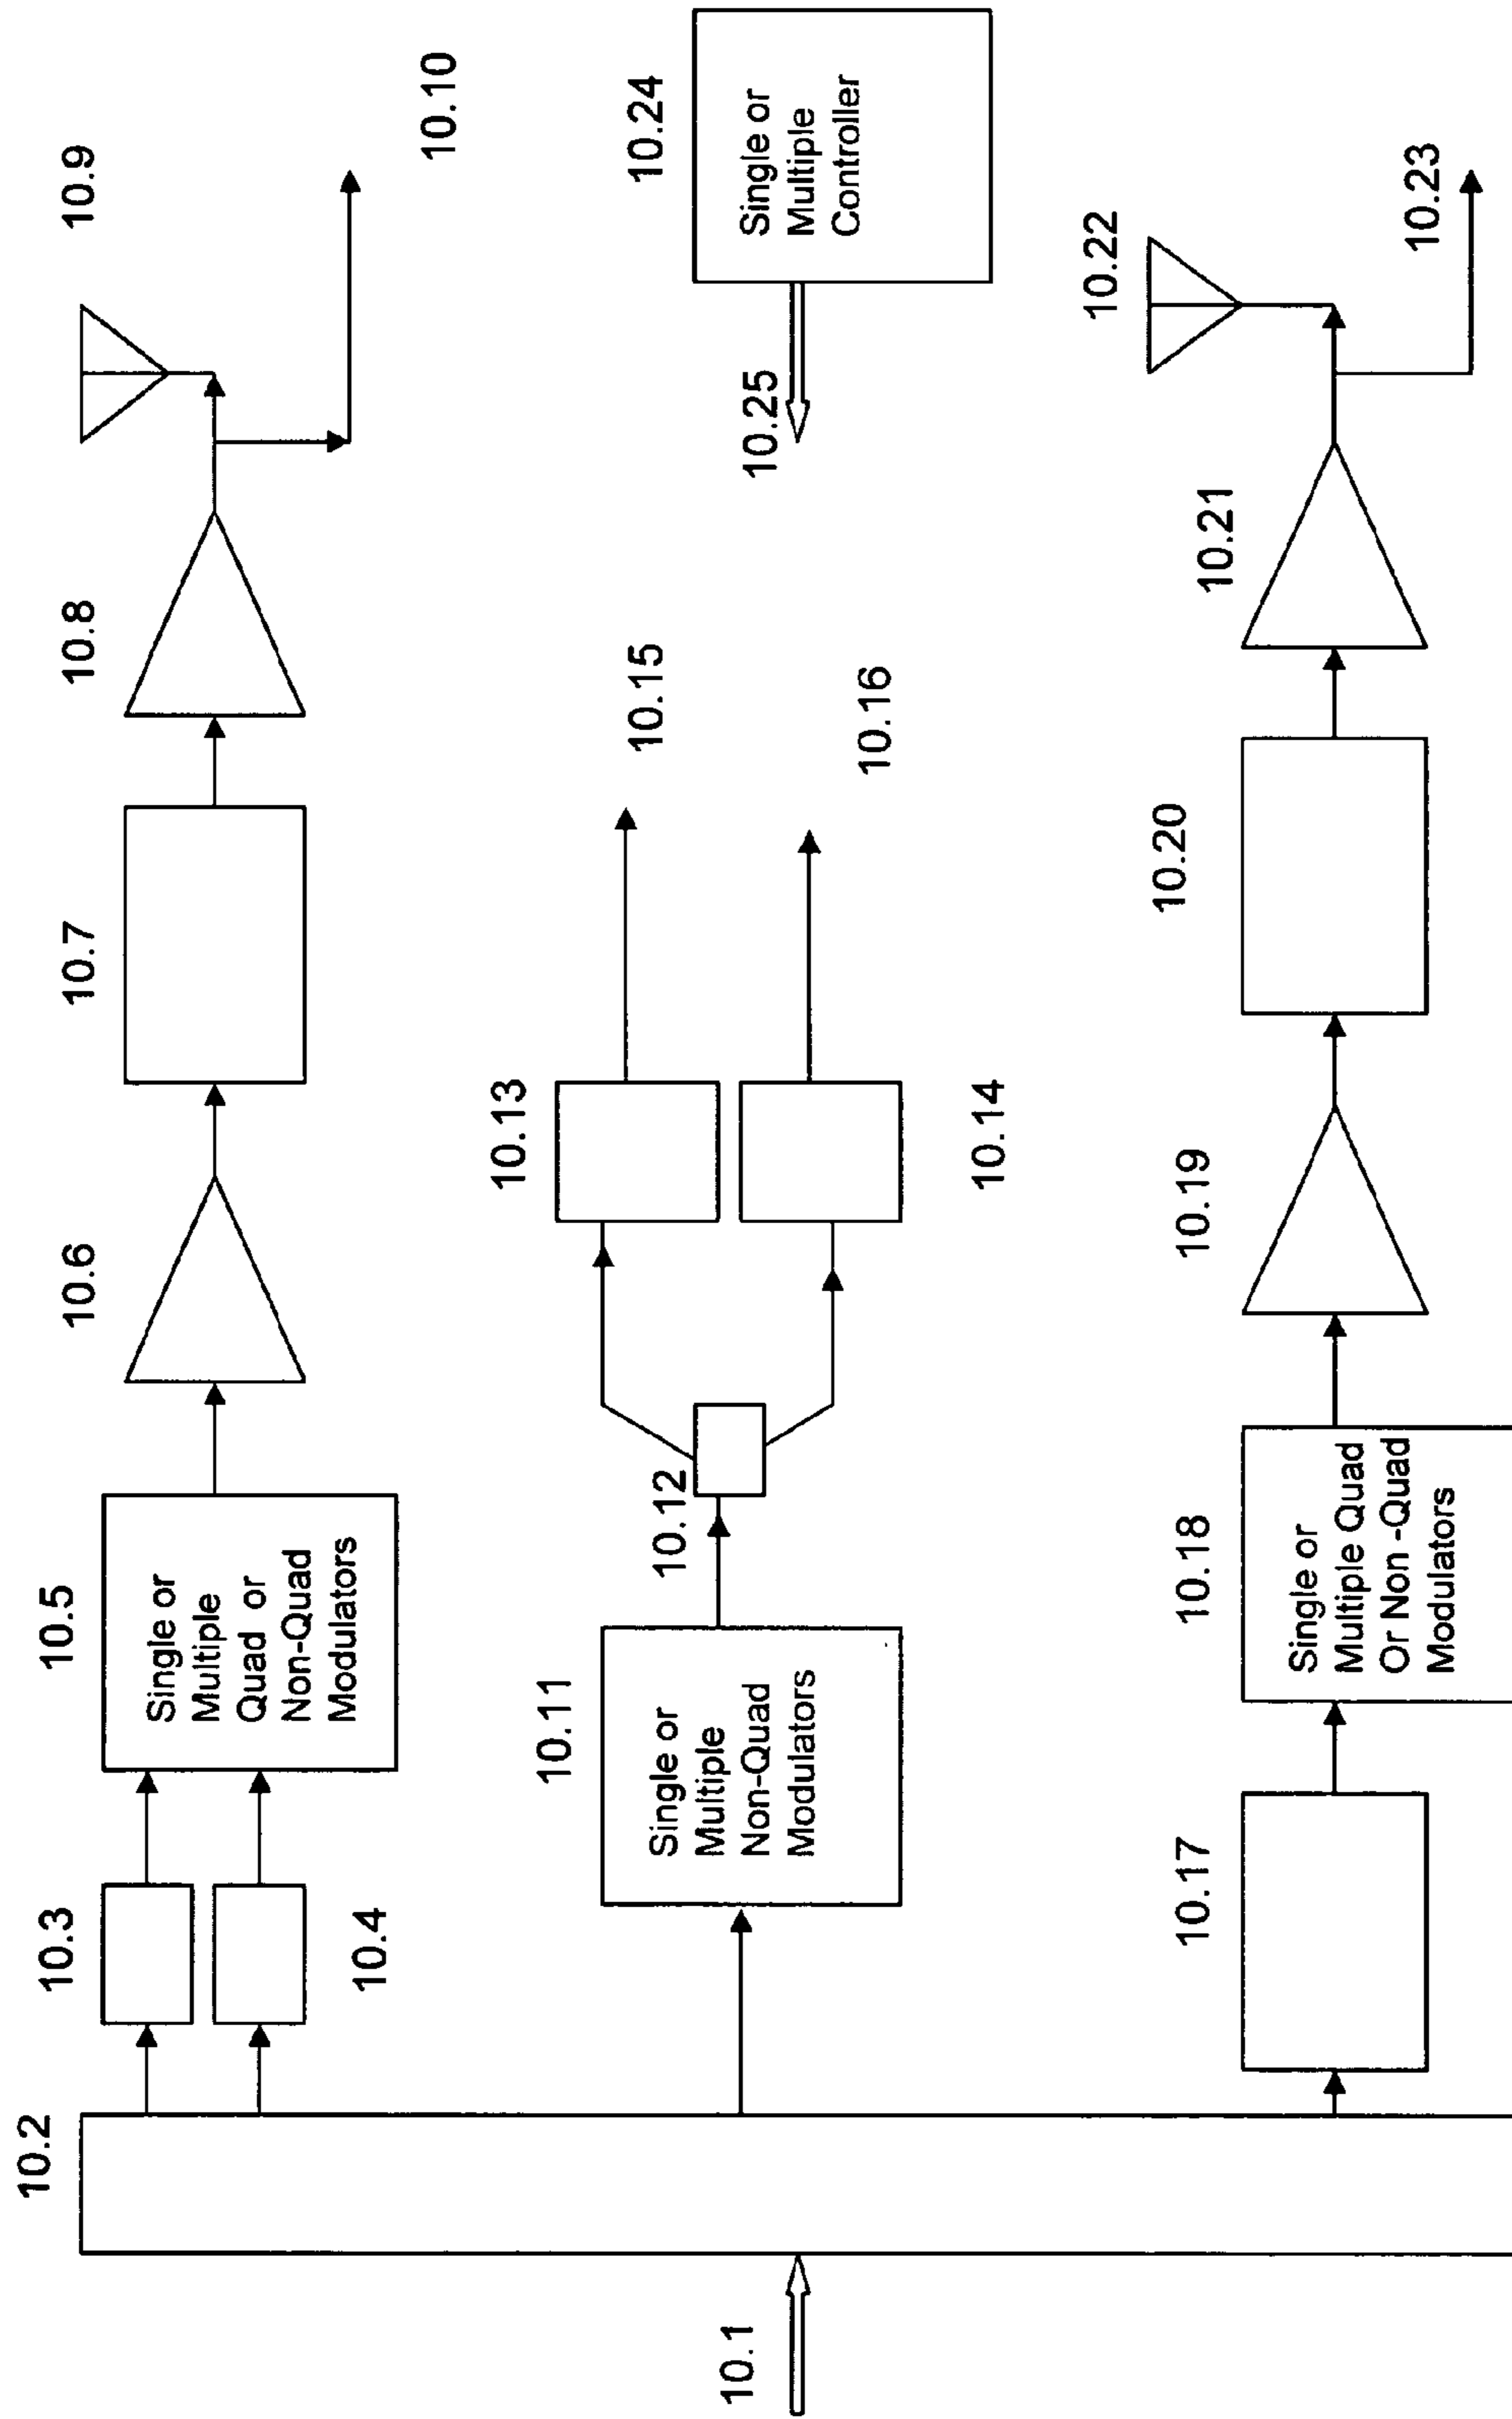 10.1
10.2
10.3
10.4
10.5
Single or
Multiple
Quad or
Non-Quad
Modulators
10.6
10.7
10.8
10.9
10.10
10.11
Single or
Multiple
Non-Quad
Modulators
10.12
10.13
10.14
10.15
10.16
10.24
Single or
Multiple
Controller
10.25
10.17
10.18
Single or
Multiple Quad
Or Non -Quad
Modulators
10.19
10.20
10.21
10.22
10.23